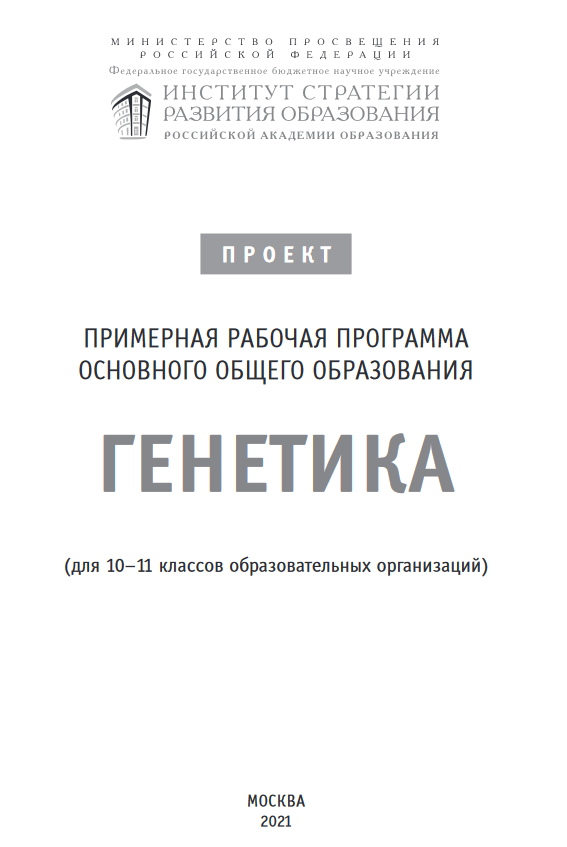 МИНИСТЕРСТВО ПРОСВЕЩЕНИЯ
РОССИЙСКОЙ ФЕДЕРАЦИИ
Федеральное государственное бюджетное научное учреждение
ИНСТИТУТ СТРАТЕГИИ
РАЗВИТИЯ ОБРАЗОВАНИЯ
РОССИЙСКОЙ АКАДЕМИИ ОБРАЗОВАНИЯ
ПРОЕКТ
ПРИМЕРНАЯ РАБОЧАЯ ПРОГРАММА
ОСНОВНОГО ОБЩЕГО ОБРАЗОВАНИЯ
ГЕНЕТИКА
(для 10–11 классов образовательных организаций)
МОСКВА
2021